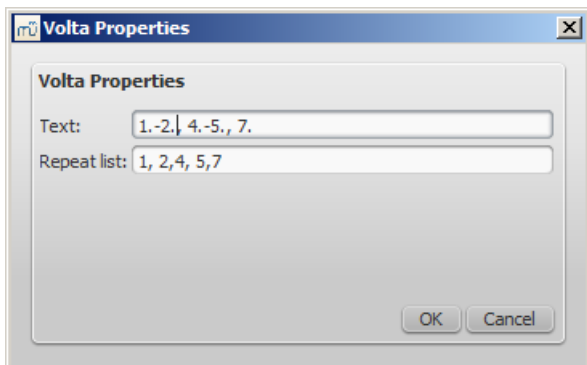 mü Volta Properties
Volta Properties
Text: 1.-2., 4.-5., 7.
Repeat list: 1, 2,4, 5,7
OK Cancel